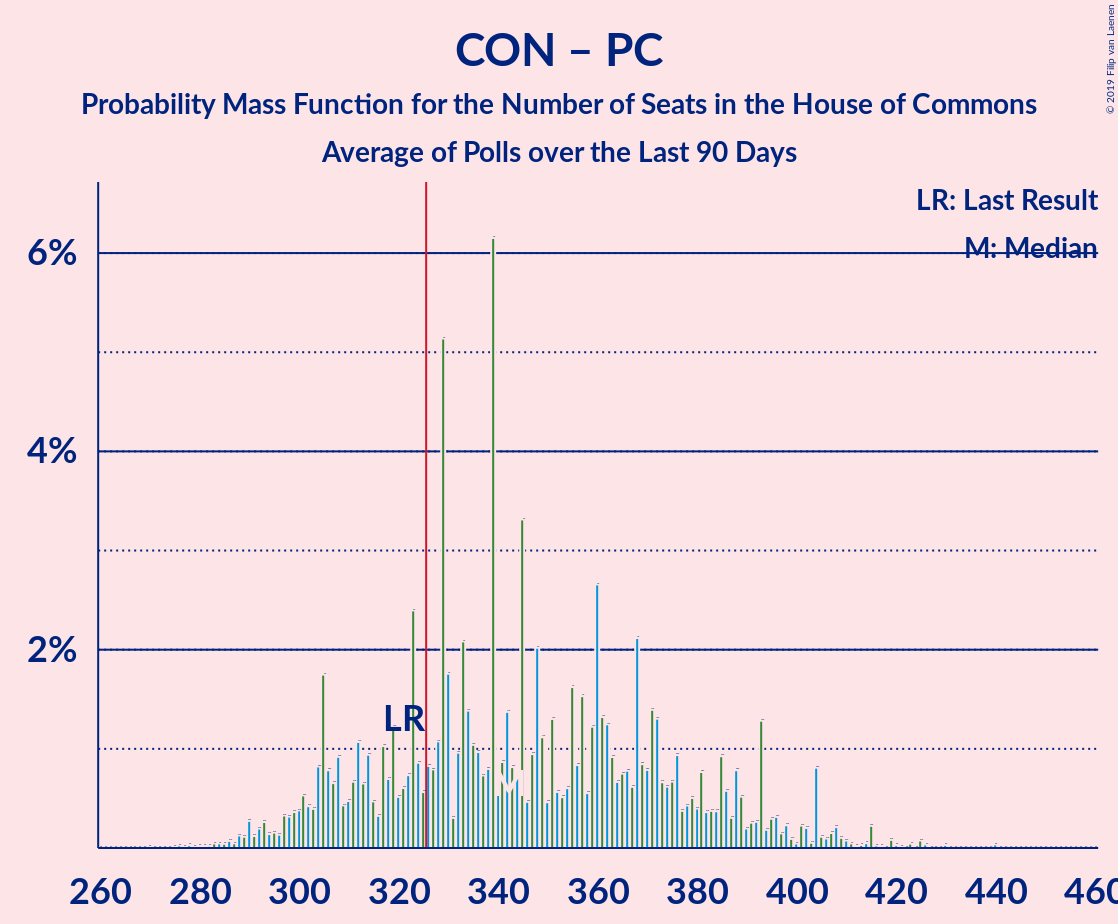 CON – PC
Probability Mass Function for the Number of Seats in the House of Commons
Average of Polls over the Last 90 Days
© 2019 Filip van Laenen
LR: Last Result
M: Median
6%
4%
2%
LR
260 280 300 320 340 360 380 400 420 440 460